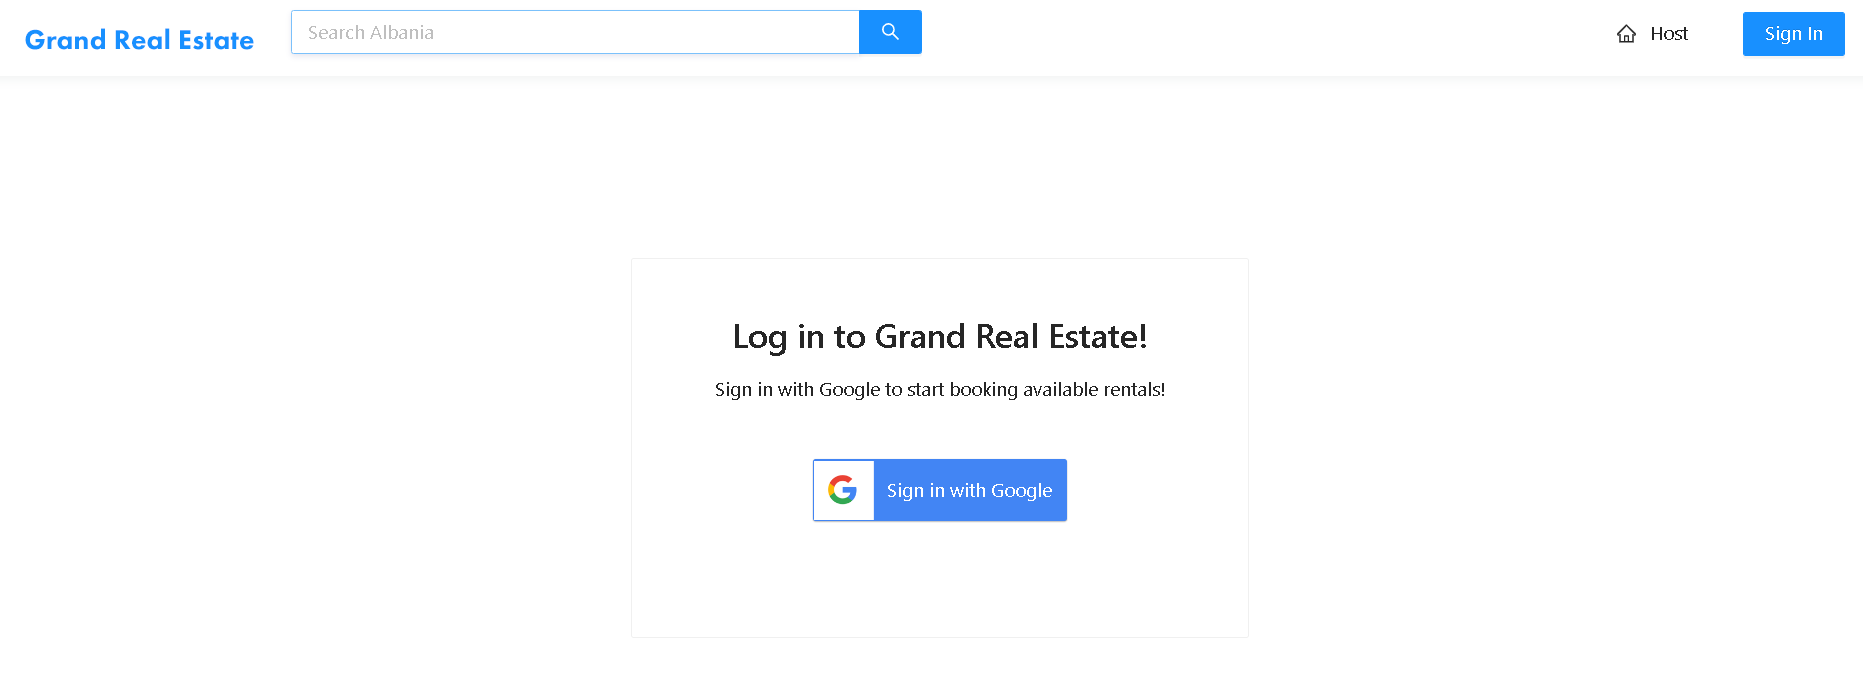 Grand Real Estate
Search Albania
Host
Sign In
Log in to Grand Real Estate!
Sign in with Google to start booking available rentals!
Sign in with Google